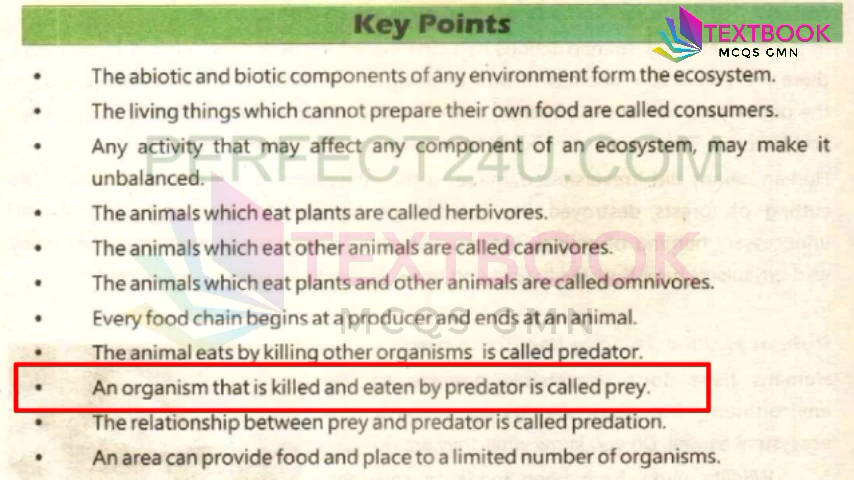 Key Points
TEXTBOOK
MCQS GMN
• The abiotic and biotic components of any environment form the ecosystem.
• The living things which cannot prepare their own food are called consumers.
• Any activity that may affect any component of an ecosystem, may make it
unbalanced.
PERFECT24U.COM
• The animals which eat plants are called herbivores.
• The animals which eat other animals are called carnivores.
TEXTBOOK
• The animals which eat plants and other animals are called omnivores.
• Every food chain begins at a producer and ends at an animal.
MCQS GMN
• The animal eats by killing other organisms is called predator.
• An organism that is killed and eaten by predator is called prey.
• The relationship between prey and predator is called predation.
• An area can provide food and place to a limited number of organisms.